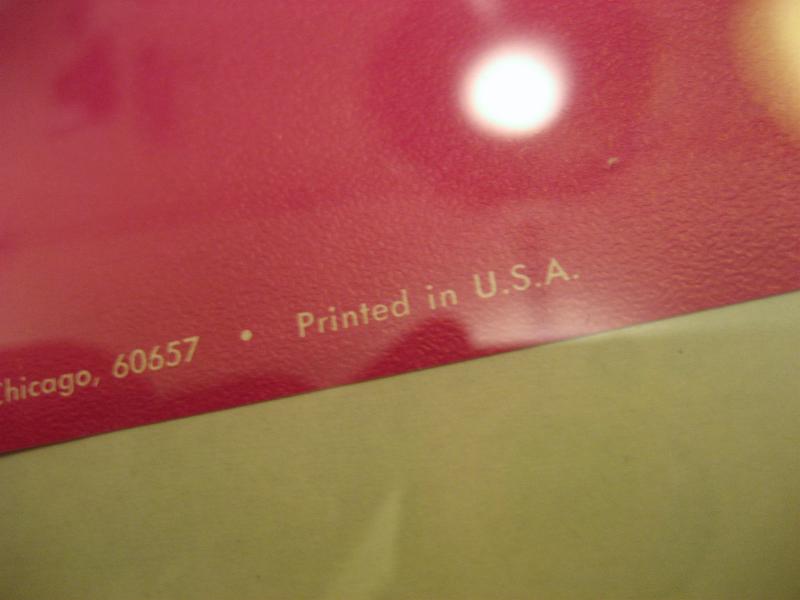 Chicago, 60657 • Printed in U.S.A.